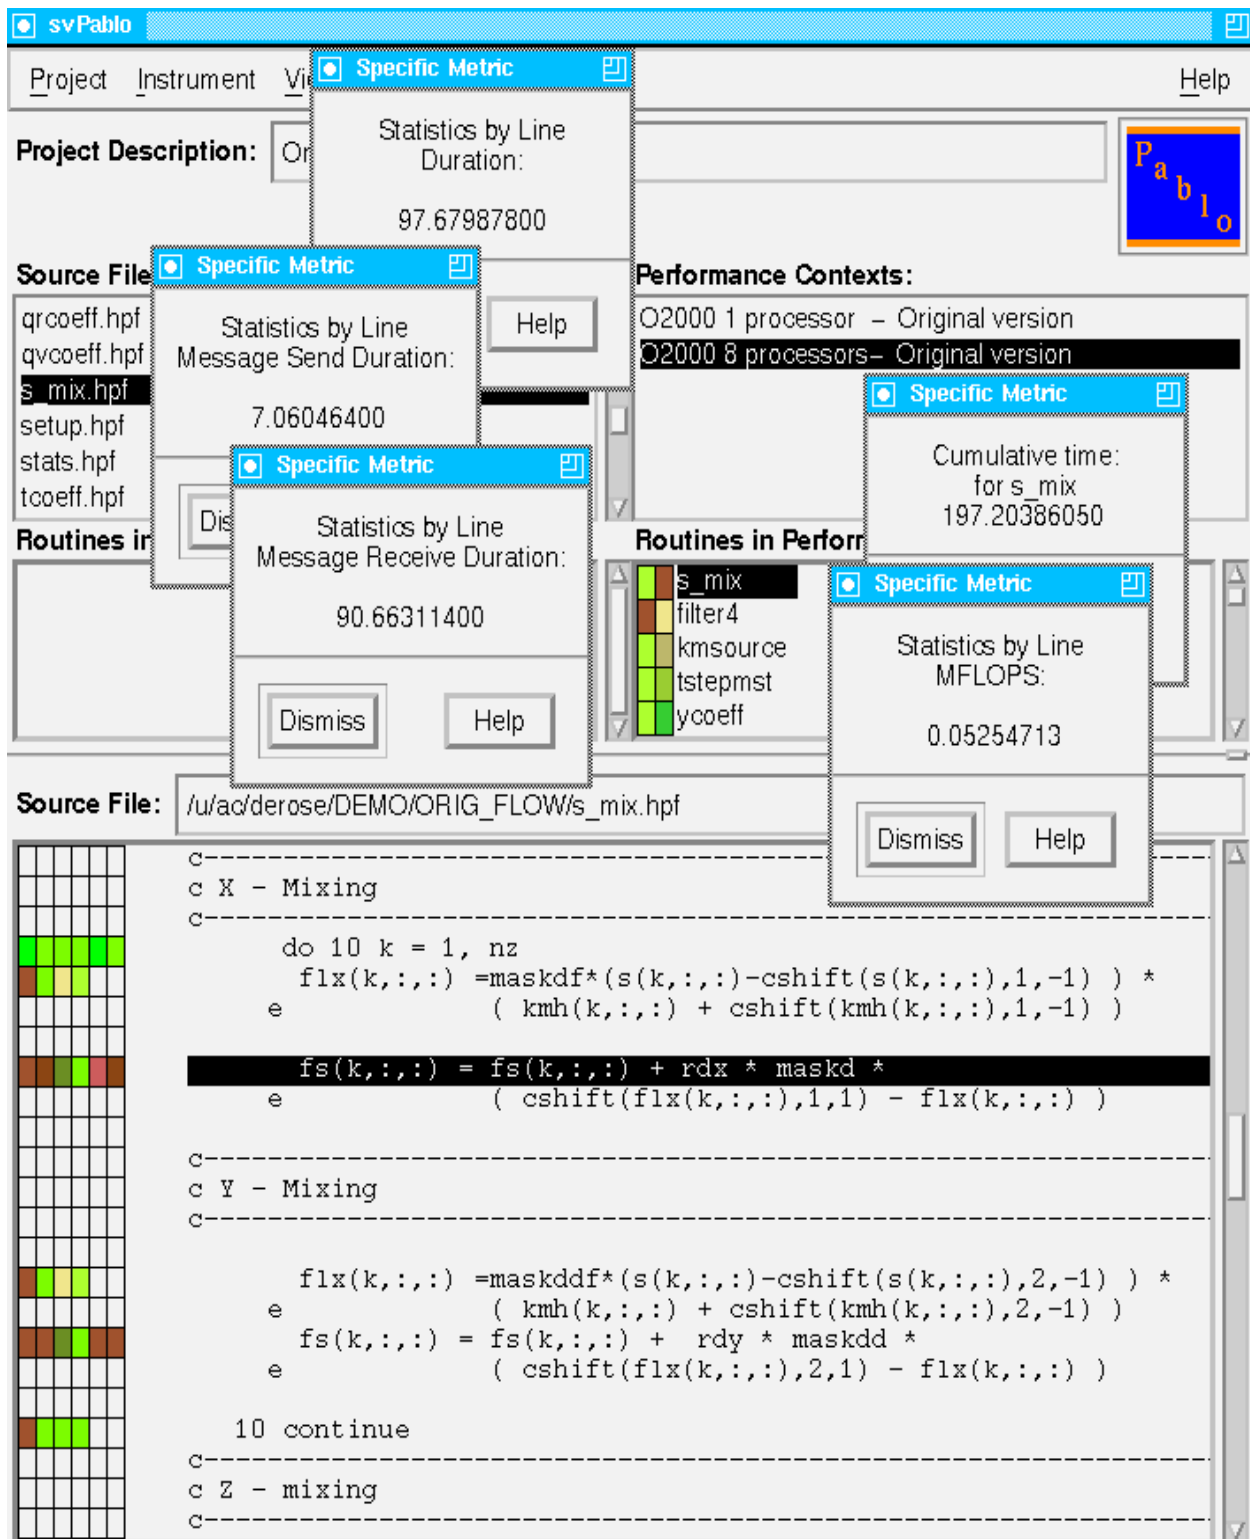 svPablo
Project Instrument Vi Help
Specific Metric
Statistics by Line
Duration:
97.67987800
Help
Project Description: Or
Pablo
Source File
qrcoeff.hpf
qvcoeff.hpf
s_mix.hpf
setup.hpf
stats.hpf
tcoeff.hpf
Specific Metric
Statistics by Line
Message Send Duration:
7.06046400
Dis
Performance Contexts:
O2000 1 processor - Original version
O2000 8 processors- Original version
Specific Metric
Cumulative time:
for s_mix
197.20386050
Routines in
Specific Metric
Statistics by Line
Message Receive Duration:
90.66311400
Dismiss Help
Routines in Perfor
s_mix
filter4
kmsource
tstepmst
ycoeff
Specific Metric
Statistics by Line
MFLOPS:
0.05254713
Dismiss Help
Source File: /u/ac/derose/DEMO/ORIG_FLOW/s_mix.hpf
c----------------------------------------------------------------
c X - Mixing
c----------------------------------------------------------------
do 10 k = 1, nz
flx(k,:,:) =maskdf*(s(k,:,:)-cshift(s(k,:,:),1,-1) ) *
e ( kmh(k,:,:) + cshift(kmh(k,:,:),1,-1) )
fs(k,:,:) = fs(k,:,:) + rdx * maskd *
e ( cshift(flx(k,:,:),1,1) - flx(k,:,:) )
c----------------------------------------------------------------
c Y - Mixing
c----------------------------------------------------------------
flx(k,:,:) =maskddf*(s(k,:,:)-cshift(s(k,:,:),2,-1) ) *
e ( kmh(k,:,:) + cshift(kmh(k,:,:),2,-1) )
fs(k,:,:) = fs(k,:,:) + rdy * maskdd *
e ( cshift(flx(k,:,:),2,1) - flx(k,:,:) )
10 continue
c----------------------------------------------------------------
c Z - mixing
c----------------------------------------------------------------